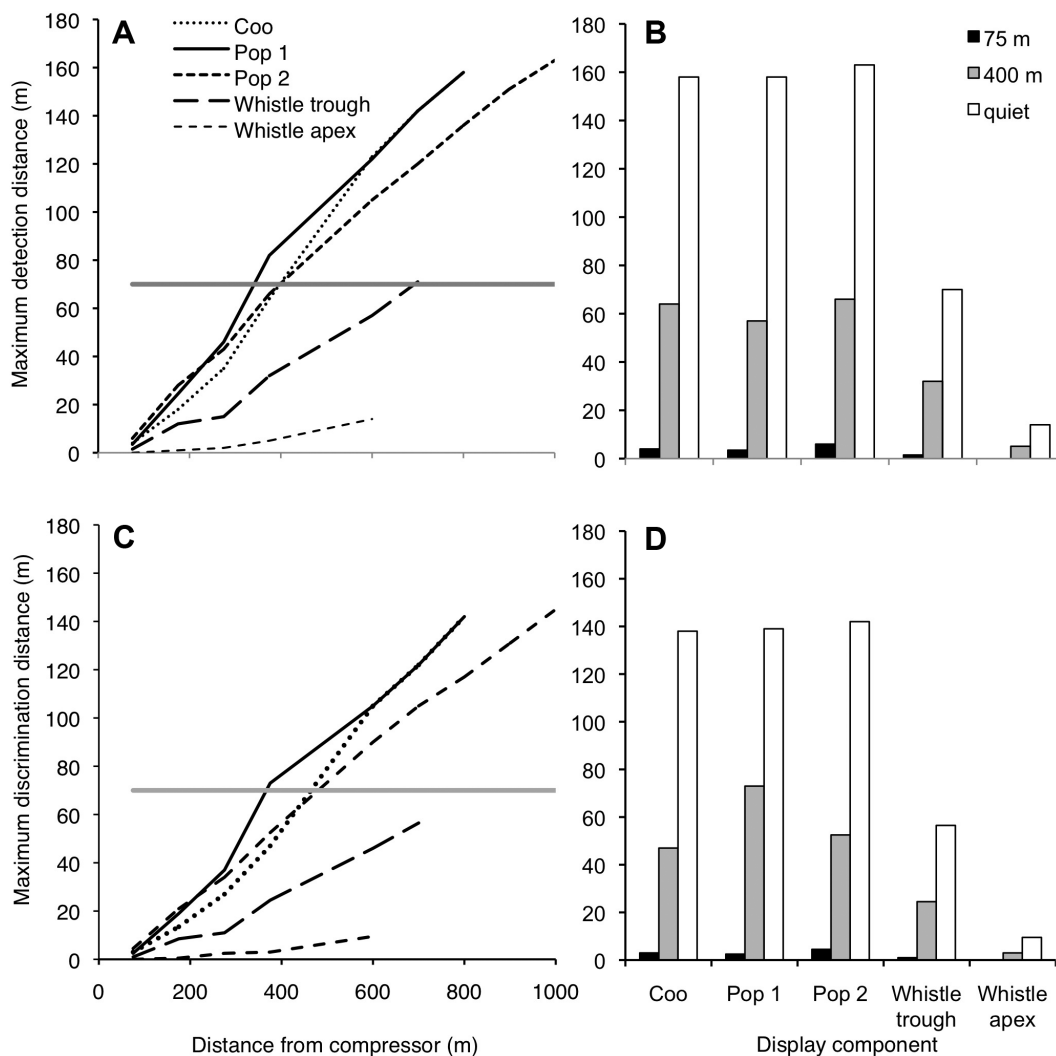 A
Coo
Pop 1
Pop 2
Whistle trough
Whistle apex
180
160
140
120
100
80
60
40
20
0
Maximum detection distance (m)
B
75 m
400 m
quiet
180
160
140
120
100
80
60
40
20
0
C
180
160
140
120
100
80
60
40
20
0
Maximum discrimination distance (m)
0 200 400 600 800 1000
Distance from compressor (m)
D
180
160
140
120
100
80
60
40
20
0
Coo Pop 1 Pop 2 Whistle Whistle
trough apex
Display component